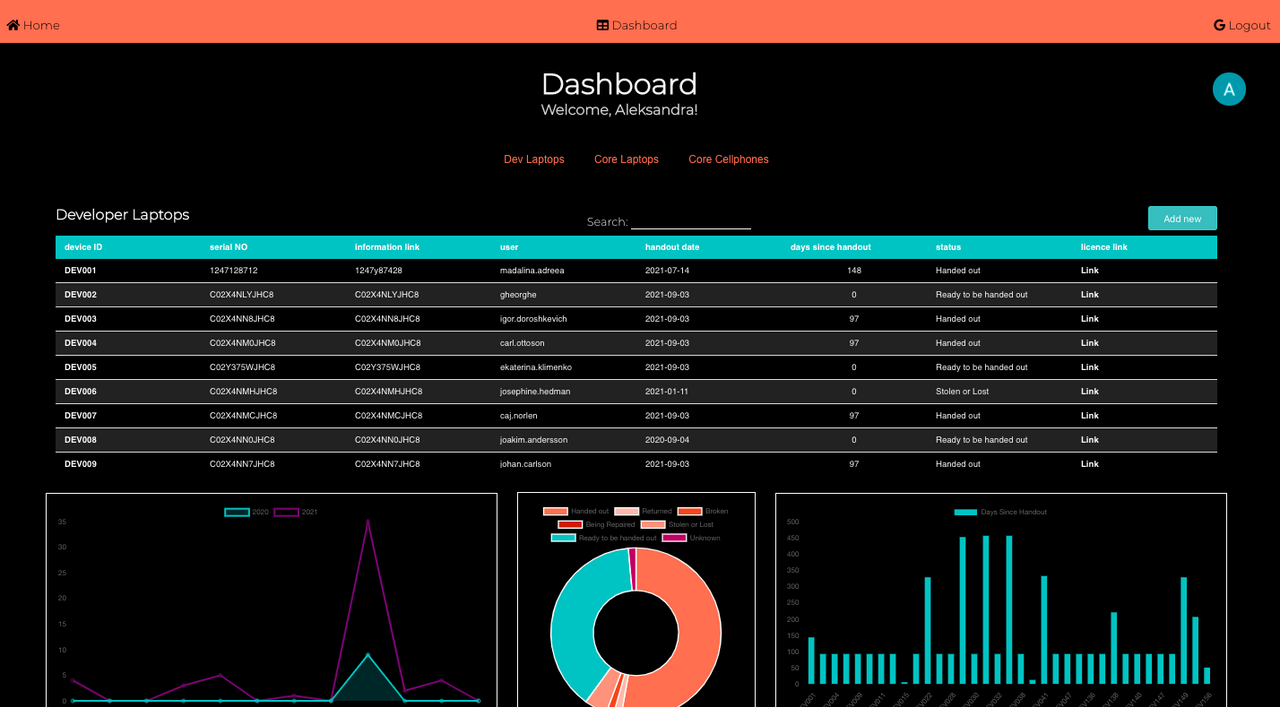 Home Dashboard Logout
Dashboard
A
Welcome, Aleksandra!
Dev Laptops Core Laptops Core Cellphones
Developer Laptops Search: Add new
device ID serial NO information link user handout date days since handout status licence link
DEV001 1247128712 1247y87428 madalina.adreea 2021-07-14 148 Handed out Link
DEV002 C02X4NLYJHC8 C02X4NLYJHC8 gheorghe 2021-09-03 0 Ready to be handed out Link
DEV003 C02X4NN8JHC8 C02X4NN8JHC8 igor.doroshkevich 2021-09-03 97 Handed out Link
DEV004 C02X4NM0JHC8 C02X4NM0JHC8 carl.ottoson 2021-09-03 97 Handed out Link
DEV005 C02Y375WJHC8 C02Y375WJHC8 ekaterina.klimenko 2021-09-03 0 Ready to be handed out Link
DEV006 C02X4NMHJHC8 C02X4NMHJHC8 josephine.hedman 2021-01-11 0 Stolen or Lost Link
DEV007 C02X4NMCJHC8 C02X4NMCJHC8 caj.norlen 2021-09-03 97 Handed out Link
DEV008 C02X4NN0JHC8 C02X4NN0JHC8 joakim.andersson 2020-09-04 0 Ready to be handed out Link
DEV009 C02X4NN7JHC8 C02X4NN7JHC8 johan.carlson 2021-09-03 97 Handed out Link
2020 2021
35
30
25
20
15
10
5
0
Handed out Returned Broken
Being Repaired Stolen or Lost
Ready to be handed out Unknown
Days Since Handout
500
450
400
350
300
250
200
150
100
50
0